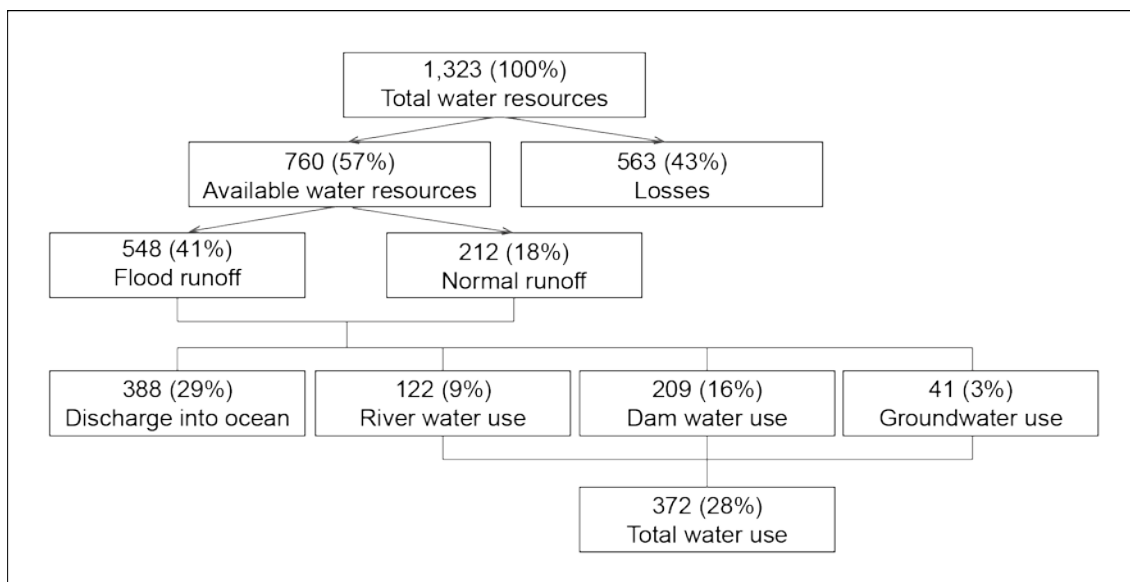 1,323 (100%)
Total water resources
760 (57%)
Available water resources
563 (43%)
Losses
548 (41%)
Flood runoff
212 (18%)
Normal runoff
388 (29%)
Discharge into ocean
122 (9%)
River water use
209 (16%)
Dam water use
41 (3%)
Groundwater use
372 (28%)
Total water use